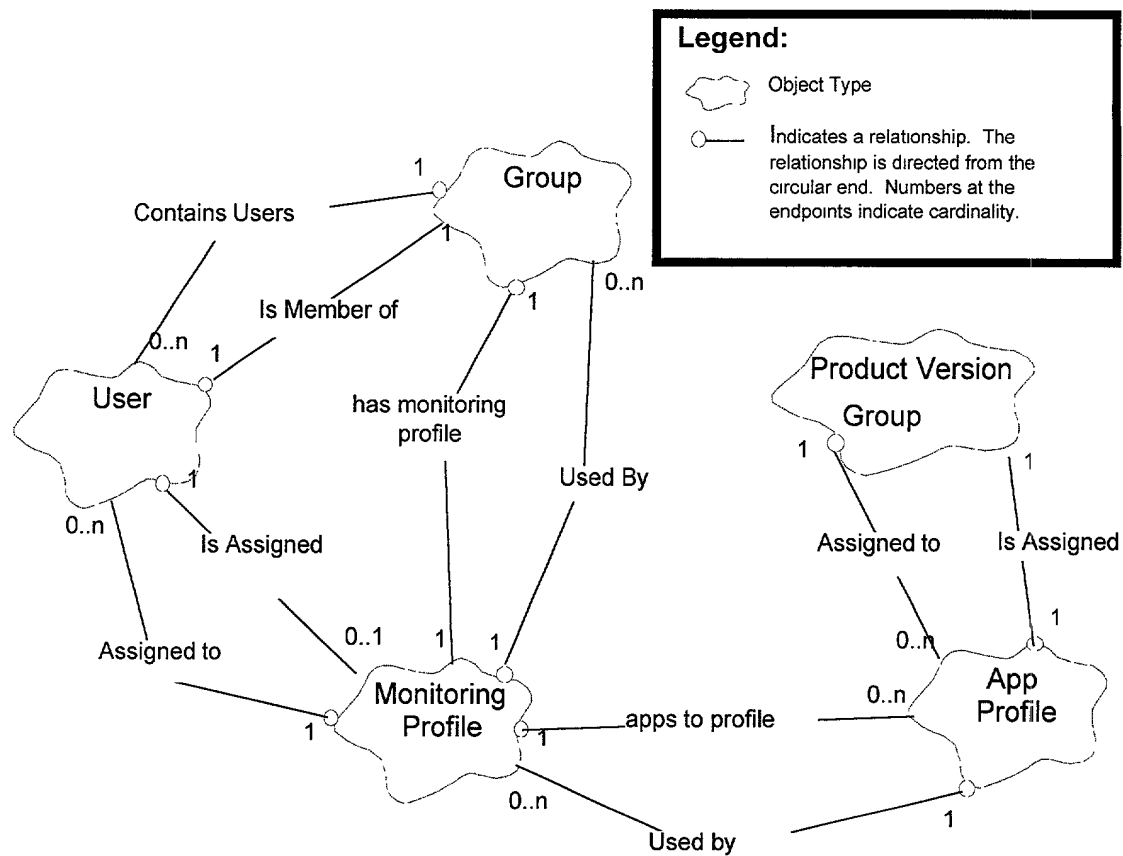 Legend:
Object Type
Indicates a relationship. The
relationship is directed from the
circular end. Numbers at the
endpoints indicate cardinality.
1
Group
Contains Users
1
0..n
Is Member of
1
0..n
1
User
has monitoring
profile
Product Version
Group
1
1
1
Used By
0..n
Is Assigned
Assigned to
Is Assigned
Assigned to
0..1
1
1
0..n
1
Monitoring
Profile
1
1
apps to profile
0..n
App
Profile
0..n
Used by
1